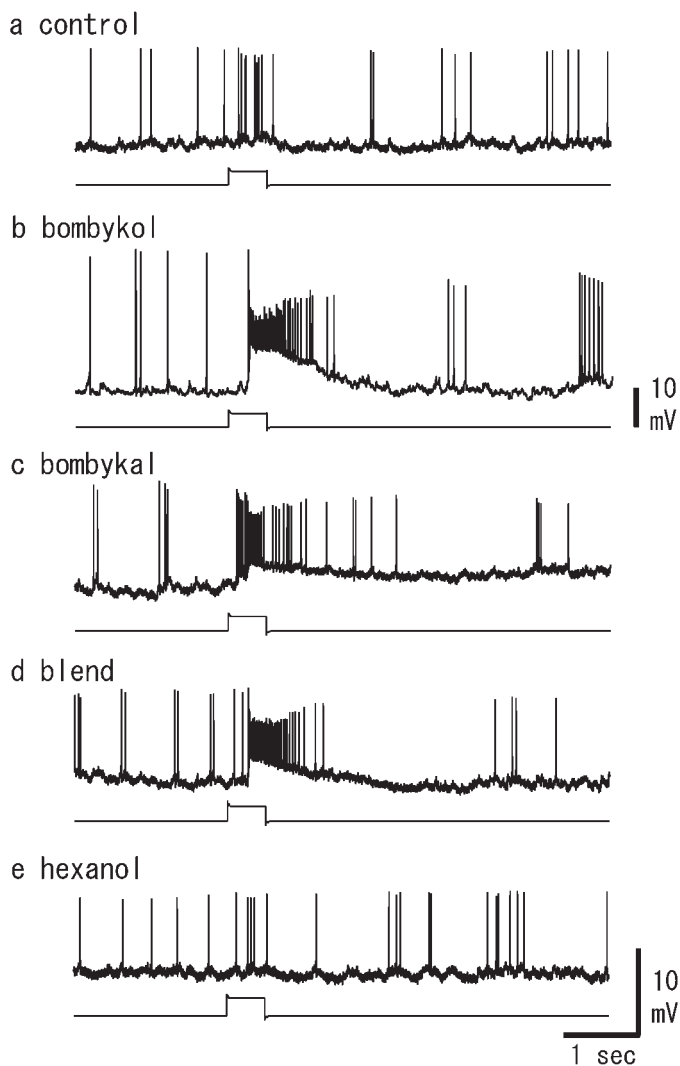 a control
b bombykol
10
mV
c bombykal
d blend
e hexanol
10
mV
1 sec